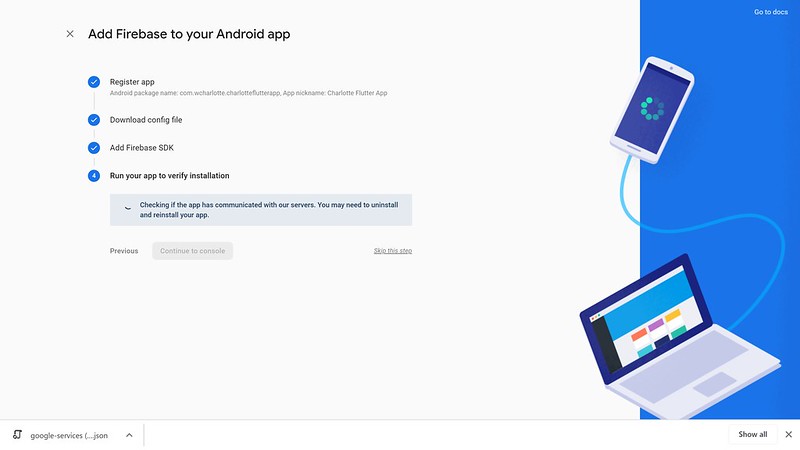 Go to docs
Add Firebase to your Android app
Register app
Android package name: com.wcharlotte.charlotteflutterapp, App nickname: Charlotte Flutter App
Download config file
Add Firebase SDK
4
Run your app to verify installation
Checking if the app has communicated with our servers. You may need to uninstall
and reinstall your app.
Previous
Continue to console
Skip this step
google-services (....json
Show all